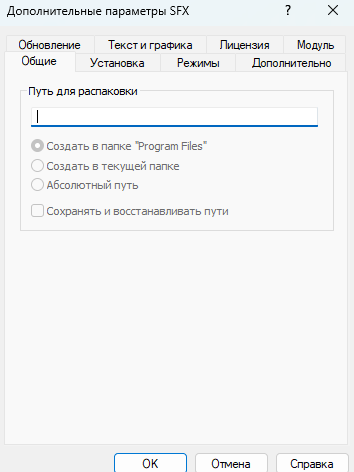 Дополнительные параметры SFX
?
Обновление Текст и графика Лицензия Модуль
Общие Установка Режимы Дополнительно
Путь для распаковки
Создать в папке "Program Files"
Создать в текущей папке
Абсолютный путь
Сохранять и восстанавливать пути
OK Отмена Справка